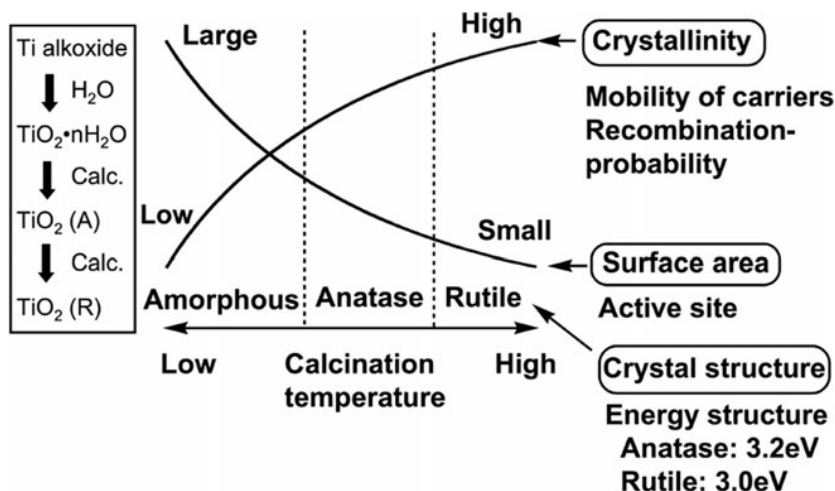 Ti alkoxide
H₂O
TiO₂•nH₂O
Calc.
TiO₂ (A)
Calc.
TiO₂ (R)
Large
High
Low
Small
Amorphous
Anatase
Rutile
Low
Calcination
temperature
High
Crystallinity
Mobility of carriers
Recombination-
probability
Surface area
Active site
Crystal structure
Energy structure
Anatase: 3.2eV
Rutile: 3.0eV